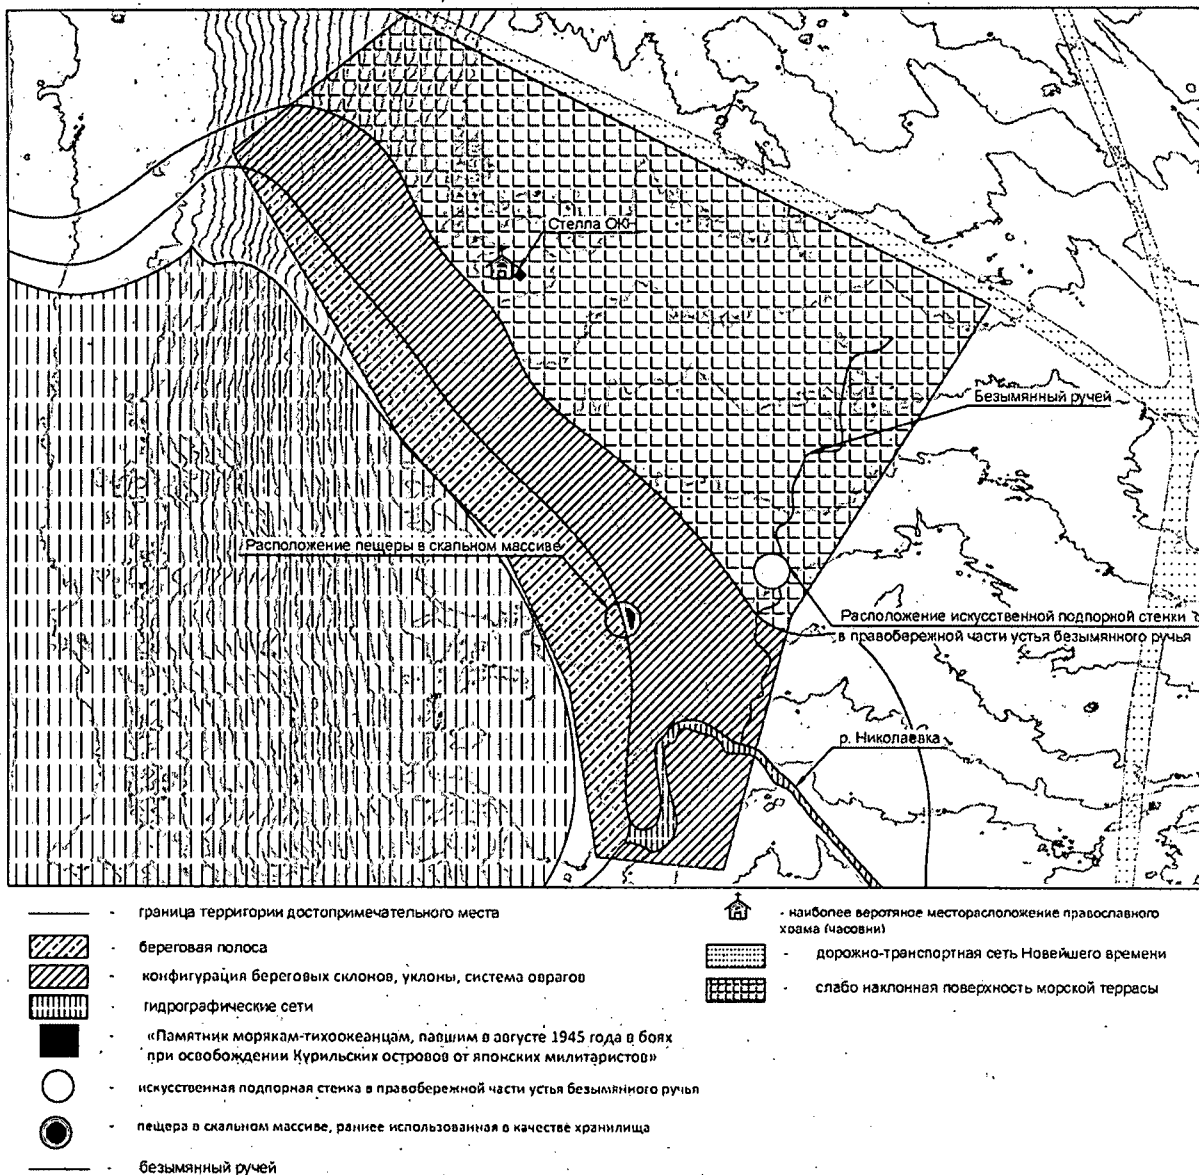 Стелла ОКН
Безымянный ручей
Расположение пещеры в скальном массиве
Расположение искусственной подпорной стенки
в правобережной части устья безымянного ручья
р. Николаевка
- граница территории достопримечательного места
- береговая полоса
- конфигурация береговых склонов, уклоны, система оврагов
- гидрографические сети
- «Памятник морякам-тихоокеанцам, павшим в августе 1945 года в боях
при освобождении Курильских островов от японских милитаристов»
- искусственная подпорная стенка в правобережной части устья безымянного ручья
- пещера в скальном массиве, раннее использованная в качестве хранилища
- безымянный ручей
- наиболее веротяное месторасположение православного
храма (часовни)
- дорожно-транспортная сеть Новейшего времени
- слабо наклонная поверхность морской террасы